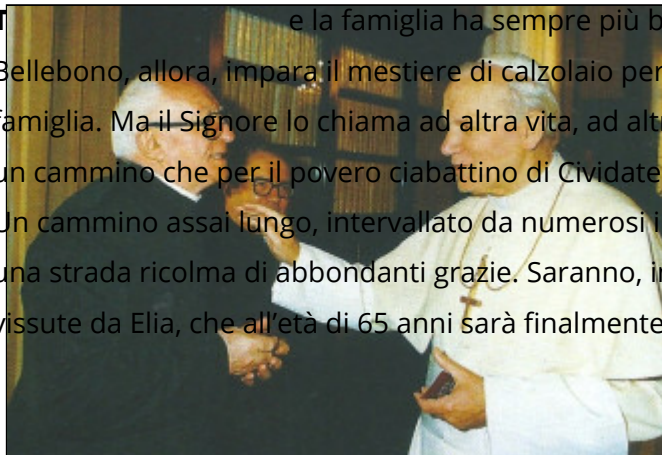 T e la famiglia ha sempre più b
Bellebono, allora, impara il mestiere di calzolaio per
famiglia. Ma il Signore lo chiama ad altra vita, ad altr
un cammino che per il povero ciabattino di Cividate
Un cammino assai lungo, intervallato da numerosi i
una strada ricolma di abbondanti grazie. Saranno, in
vissute da Elia, che all'età di 65 anni sarà finalmente